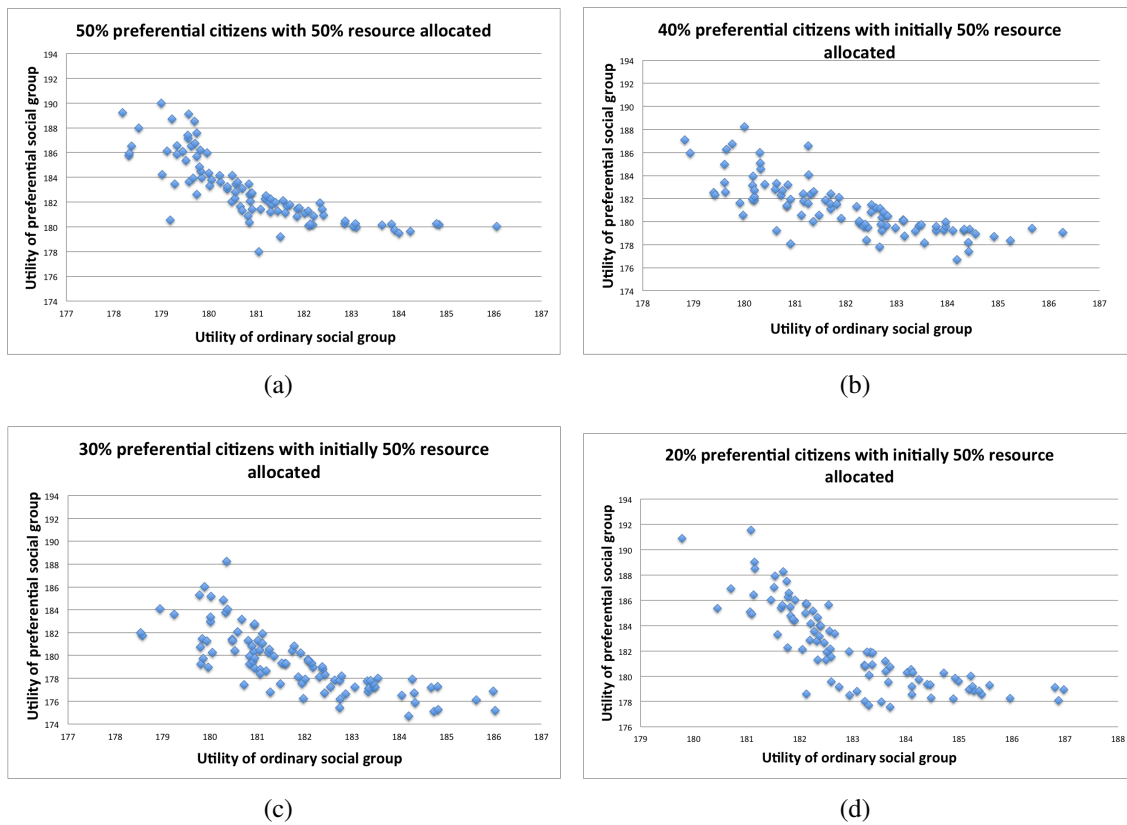 50% preferential citizens with 50% resource allocated
Utility of preferential social group
194
192
190
188
186
184
182
180
178
176
174
177 178 179 180 181 182 183 184 185 186 187
Utility of ordinary social group
(a)
40% preferential citizens with initially 50% resource
allocated
Utility of preferential social group
194
192
190
188
186
184
182
180
178
176
174
178 179 180 181 182 183 184 185 186 187
Utility of ordinary social group
(b)
30% preferential citizens with initially 50% resource
allocated
Utility of preferential social group
194
192
190
188
186
184
182
180
178
176
174
177 178 179 180 181 182 183 184 185 186 187
Utility of ordinary social group
(c)
20% preferential citizens with initially 50% resource
allocated
Utility of preferential social group
194
192
190
188
186
184
182
180
178
176
179 180 181 182 183 184 185 186 187 188
Utility of ordinary social group
(d)